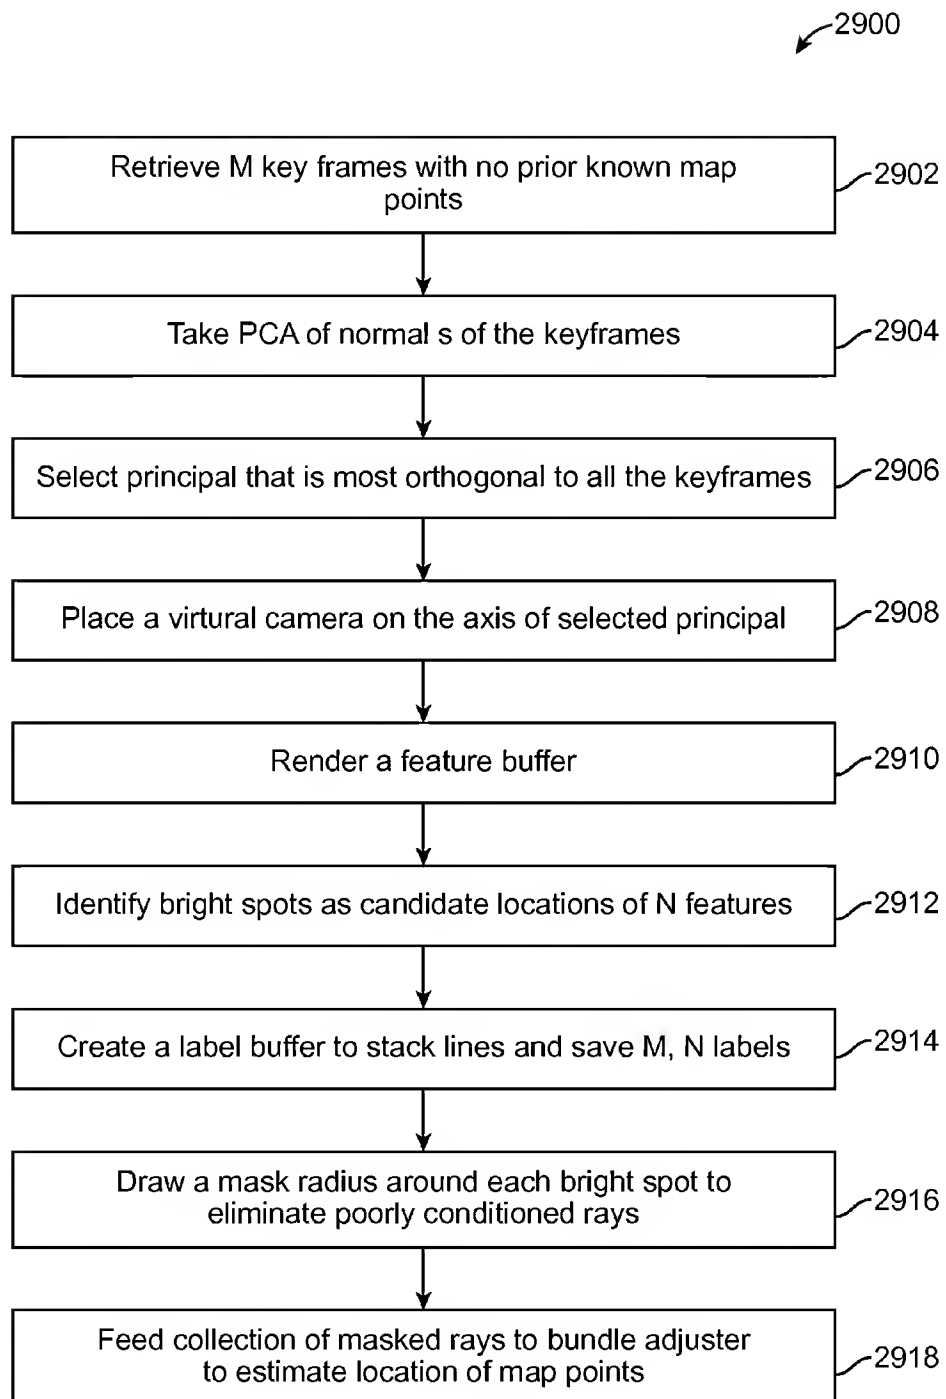 2900
Retrieve M key frames with no prior known map
points
2902
Take PCA of normal s of the keyframes
2904
Select principal that is most orthogonal to all the keyframes
2906
Place a virtural camera on the axis of selected principal
2908
Render a feature buffer
2910
Identify bright spots as candidate locations of N features
2912
Create a label buffer to stack lines and save M, N labels
2914
Draw a mask radius around each bright spot to
eliminate poorly conditioned rays
2916
Feed collection of masked rays to bundle adjuster
to estimate location of map points
2918